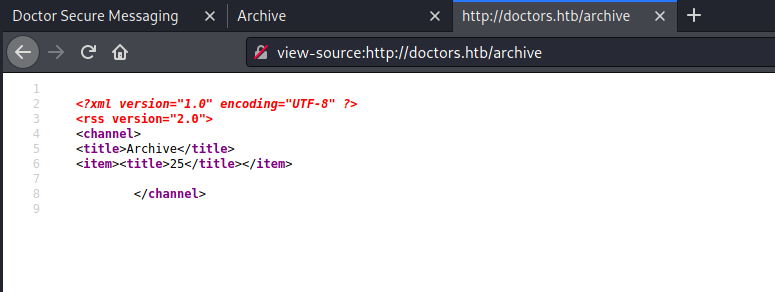 Doctor Secure Messaging
Archive
http://doctors.htb/archive
view-source:http://doctors.htb/archive
1
2 <?xml version="1.0" encoding="UTF-8" ?>
3 <rss version="2.0">
4 <channel>
5 <title>Archive</title>
6 <item><title>25</title></item>
7
8 </channel>
9